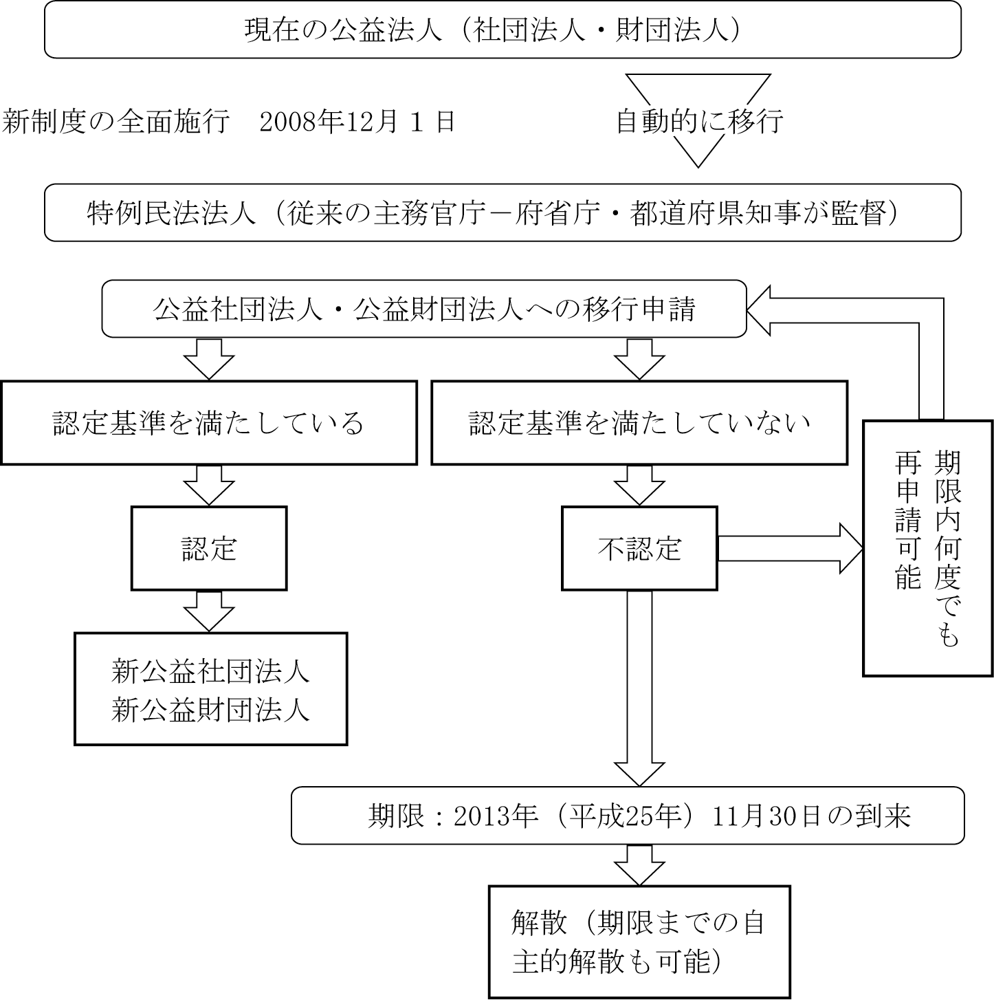 現在の公益法人（社団法人・財団法人）
新制度の全面施行　2008年12月１日
自動的に移行
特例民法法人（従来の主務官庁－府省庁・都道府県知事が監督）
公益社団法人・公益財団法人への移行申請
認定基準を満たしている
認定基準を満たしていない
期限内何度でも
再申請可能
認定
不認定
新公益社団法人
新公益財団法人
期限：2013年（平成25年）11月30日の到来
解散（期限までの自
主的解散も可能）